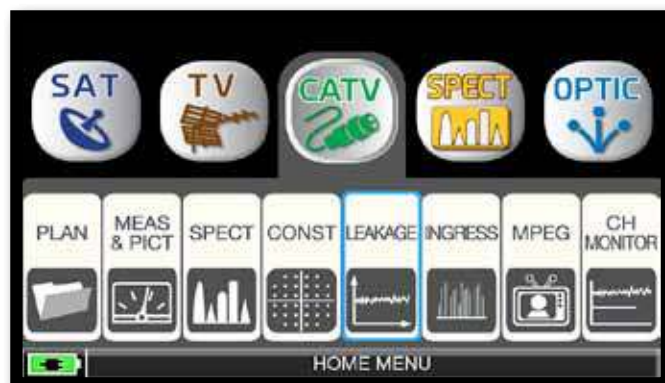 SAT TV CATV SPECT OPTIC
PLAN MEAS & PICT SPECT CONST LEAKAGE INGRESS MPEG CH MONITOR
HOME MENU